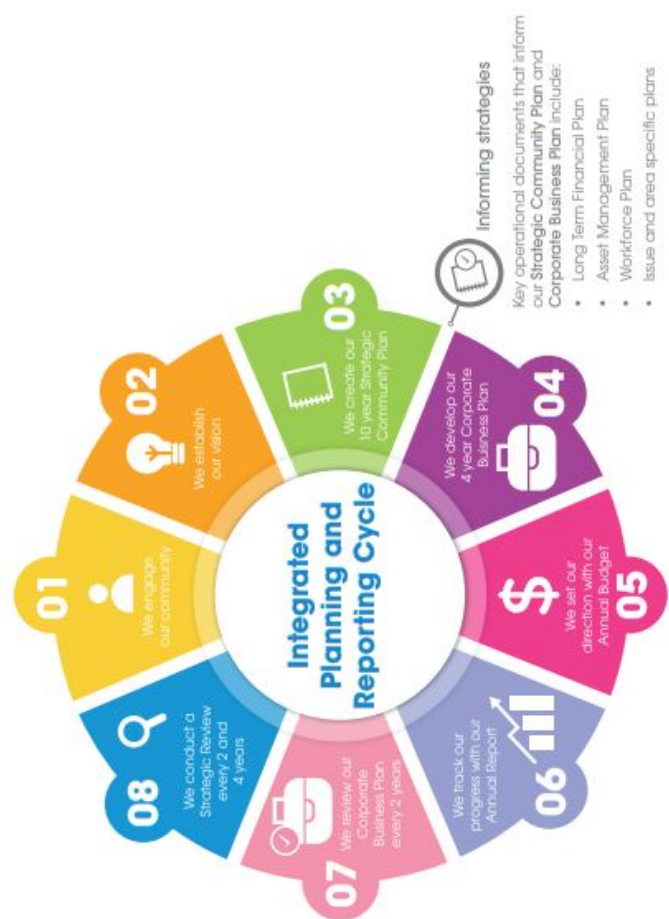 Integrated
Planning and
Reporting Cycle
01
We engage
our community
02
We establish
our vision
03
We create our
10 year Strategic
Community Plan
Informing strategies
Key operational documents that inform
our Strategic Community Plan and
Corporate Business Plan include:
• Long Term Financial Plan
• Asset Management Plan
• Workforce Plan
• Issue and area specific plans
04
We develop our
4 year Corporate
Buisness Plan
05
We set our
direction with our
Annual Budget
06
We track our
progress with our
Annual Report
07
We review our
Corporate
Business Plan
every 2 years
08
We conduct a
Strategic Review
every 2 and
4 years